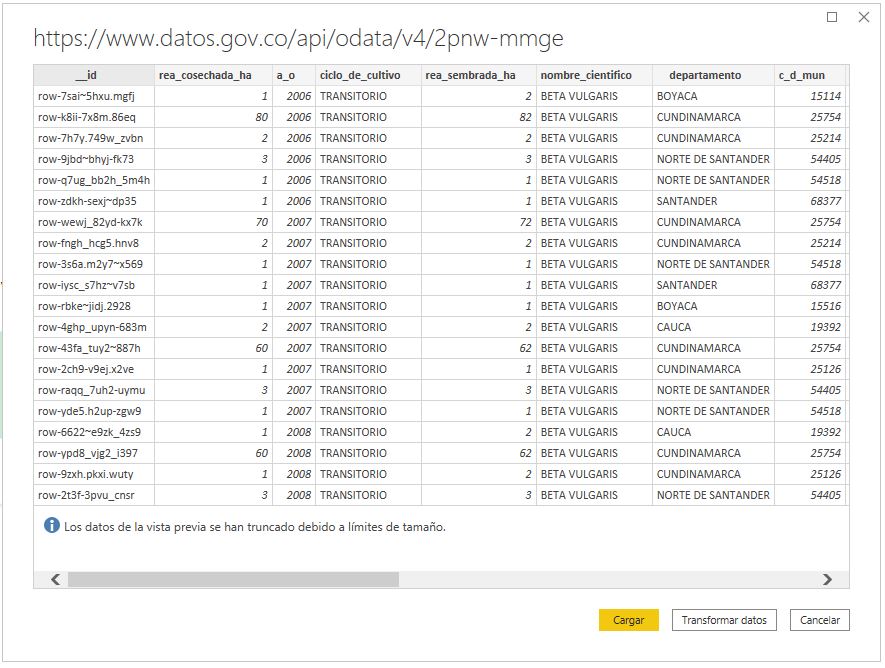 https://www.datos.gov.co/api/odata/v4/2pnw-mmge
__id rea_cosechada_ha a_o ciclo_de_cultivo rea_sembrada_ha nombre_cientifico departamento c_d_mun
row-7sai~5hxu.mgfj 1 2006 TRANSITORIO 2 BETA VULGARIS BOYACA 15114
row-k8ii-7x8m.86eq 80 2006 TRANSITORIO 82 BETA VULGARIS CUNDINAMARCA 25754
row-7h7y.749w_zvbn 2 2006 TRANSITORIO 2 BETA VULGARIS CUNDINAMARCA 25214
row-9jbd~bhyj-fk73 3 2006 TRANSITORIO 3 BETA VULGARIS NORTE DE SANTANDER 54405
row-q7ug_bb2h_5m4h 1 2006 TRANSITORIO 1 BETA VULGARIS NORTE DE SANTANDER 54518
row-zdkh-sexj~dp35 1 2006 TRANSITORIO 1 BETA VULGARIS SANTANDER 68377
row-wewj_82yd-kx7k 70 2007 TRANSITORIO 72 BETA VULGARIS CUNDINAMARCA 25754
row-fngh_hcg5.hnv8 2 2007 TRANSITORIO 2 BETA VULGARIS CUNDINAMARCA 25214
row-3s6a.m2y7~x569 1 2007 TRANSITORIO 1 BETA VULGARIS NORTE DE SANTANDER 54518
row-iysc_s7hz~v7sb 1 2007 TRANSITORIO 1 BETA VULGARIS SANTANDER 68377
row-rbke~jidj.2928 1 2007 TRANSITORIO 1 BETA VULGARIS BOYACA 15516
row-4ghp_upyn-683m 2 2007 TRANSITORIO 2 BETA VULGARIS CAUCA 19392
row-43fa_tuy2~887h 60 2007 TRANSITORIO 62 BETA VULGARIS CUNDINAMARCA 25754
row-2ch9-v9ej.x2ve 1 2007 TRANSITORIO 1 BETA VULGARIS CUNDINAMARCA 25126
row-raqq_7uh2-uymu 3 2007 TRANSITORIO 3 BETA VULGARIS NORTE DE SANTANDER 54405
row-yde5.h2up-zgw9 1 2007 TRANSITORIO 1 BETA VULGARIS NORTE DE SANTANDER 54518
row-6622~e9zk_4zs9 1 2008 TRANSITORIO 2 BETA VULGARIS CAUCA 19392
row-ypd8_vjg2_i397 60 2008 TRANSITORIO 62 BETA VULGARIS CUNDINAMARCA 25754
row-9zxh.pkxi.wuty 1 2008 TRANSITORIO 2 BETA VULGARIS CUNDINAMARCA 25126
row-2t3f-3pvu_cnsr 3 2008 TRANSITORIO 3 BETA VULGARIS NORTE DE SANTANDER 54405
Los datos de la vista previa se han truncado debido a límites de tamaño.
Cargar Transformar datos Cancelar